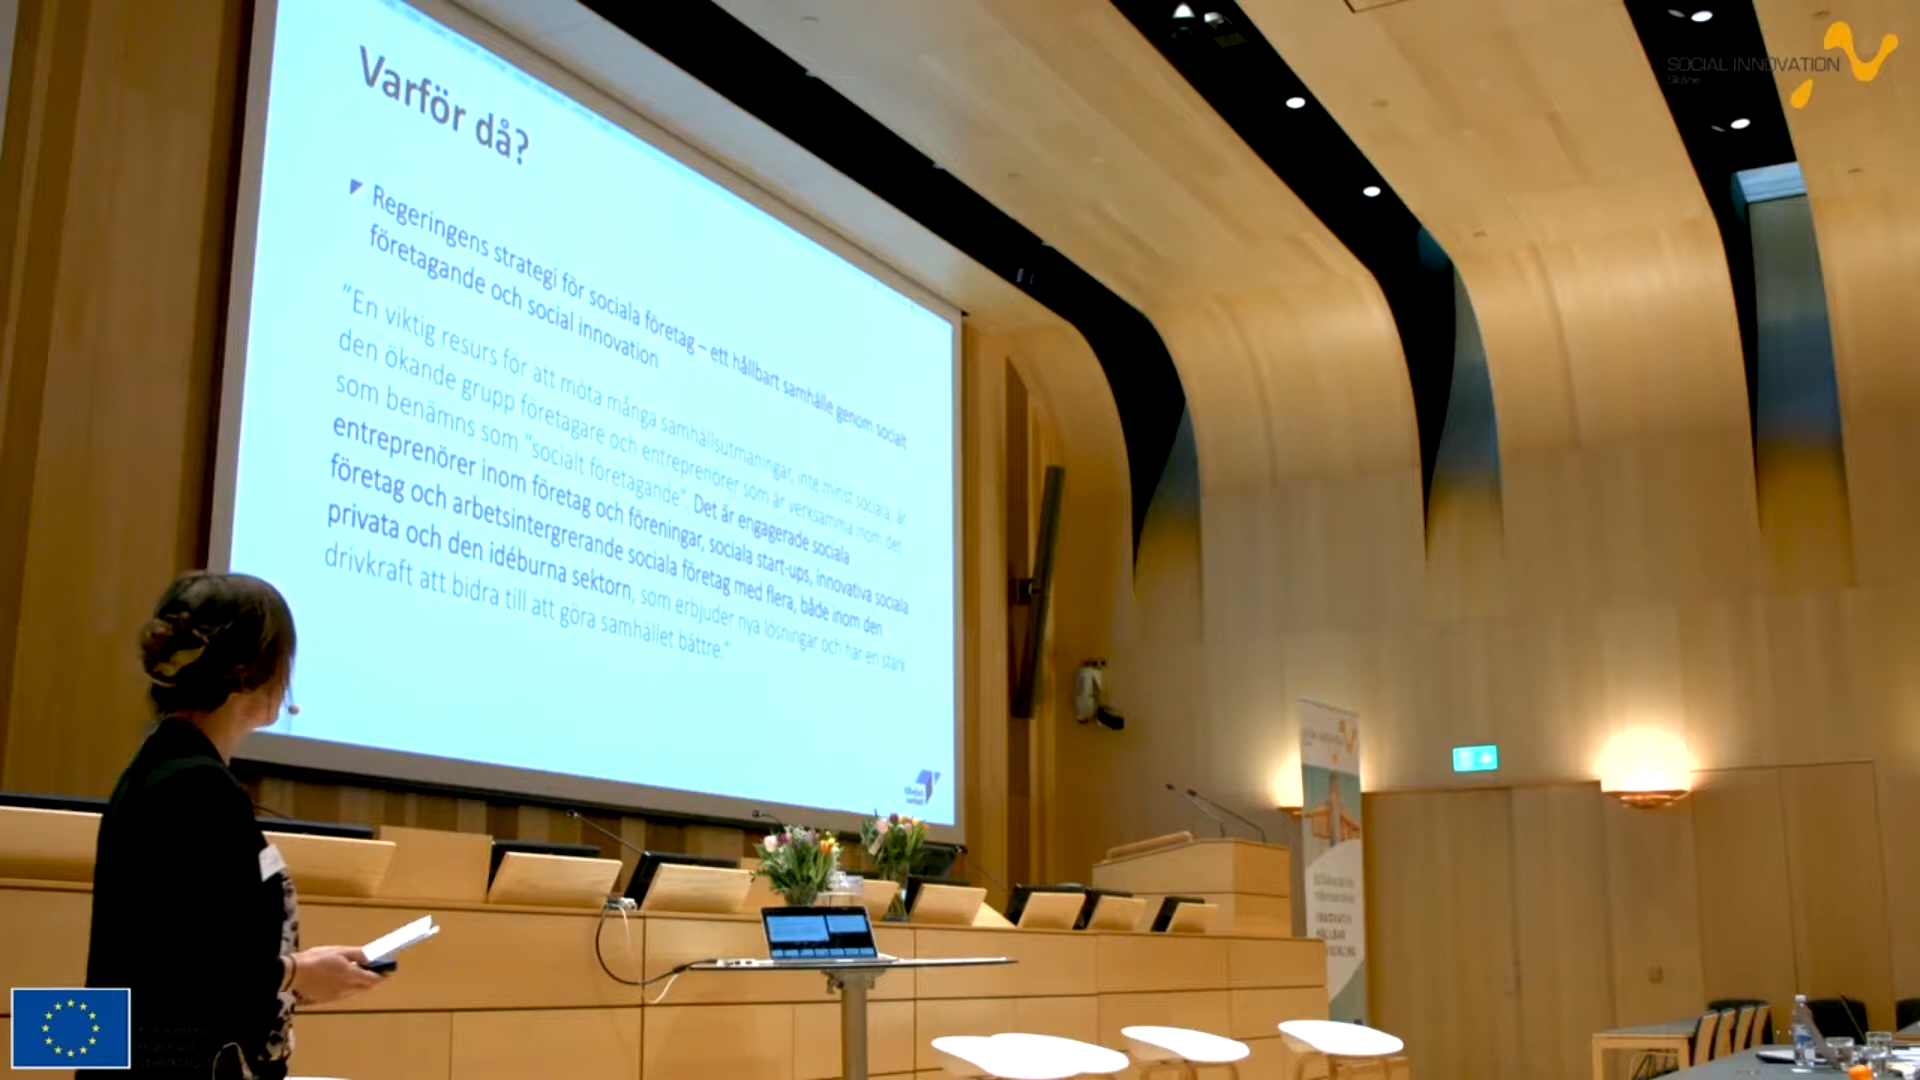 Varför då?
Regeringens strategi för sociala företag – ett hållbart samhälle genom socialt
företagande och social innovation
"En viktig resurs för att möta många samhällsutmaningar, inte minst sociala, är
den ökande grupp företagare och entreprenörer som är verksamma inom det
som benämns som "socialt företagande". Det är engagerade sociala
entreprenörer inom företag och föreningar, sociala start-ups, innovativa sociala
företag och arbetsintergrerande sociala företag med flera, både inom den
privata och den idéburna sektorn, som erbjuder nya lösningar och har en stark
drivkraft att bidra till att göra samhället bättre."
SOCIAL INNOVATION
Skåne